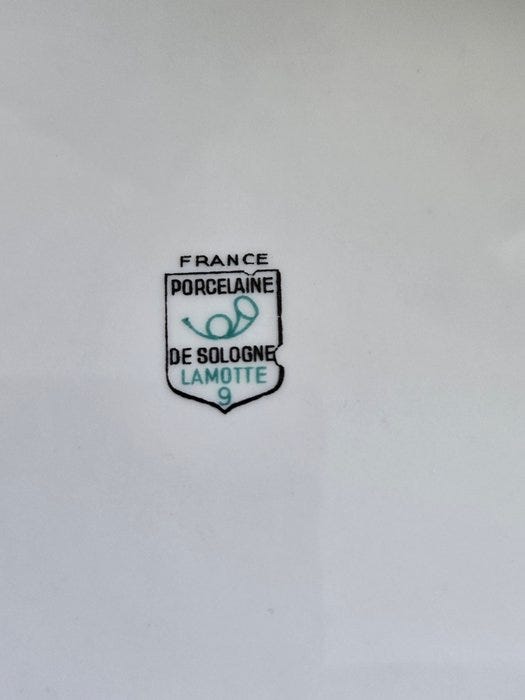 FRANCE
PORCELAINE
DE SOLOGNE
LAMOTTE
9